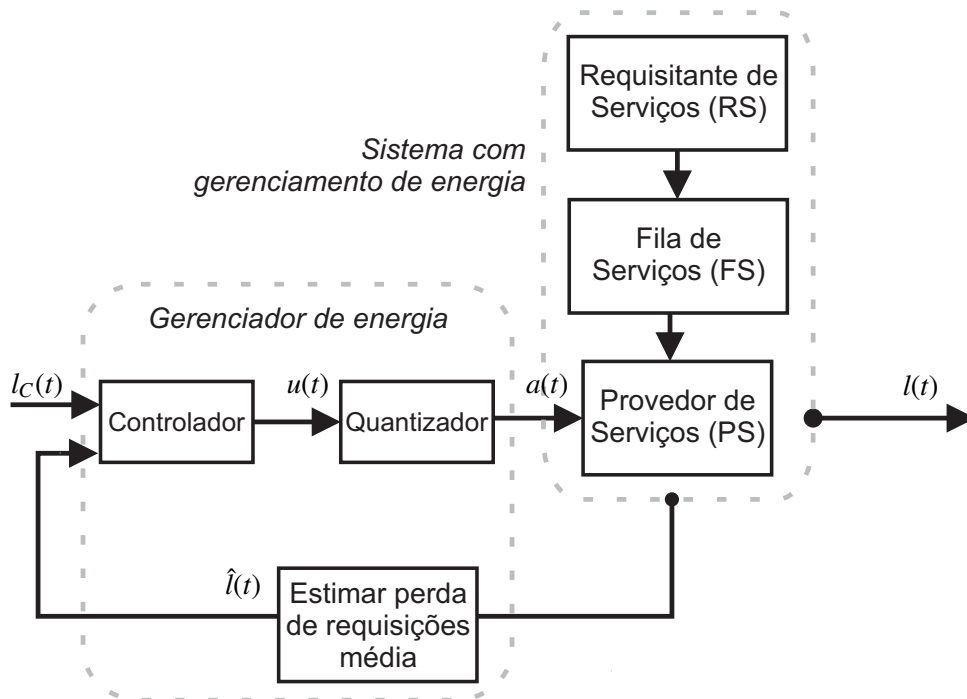 Requisitante de
Serviços (RS)
Sistema com
gerenciamento de energia
Fila de
Serviços (FS)
Gerenciador de energia
l_C(t)
Controlador
u(t)
Quantizador
a(t)
Provedor de
Serviços (PS)
l(t)
l̂(t)
Estimar perda
de requisições
média